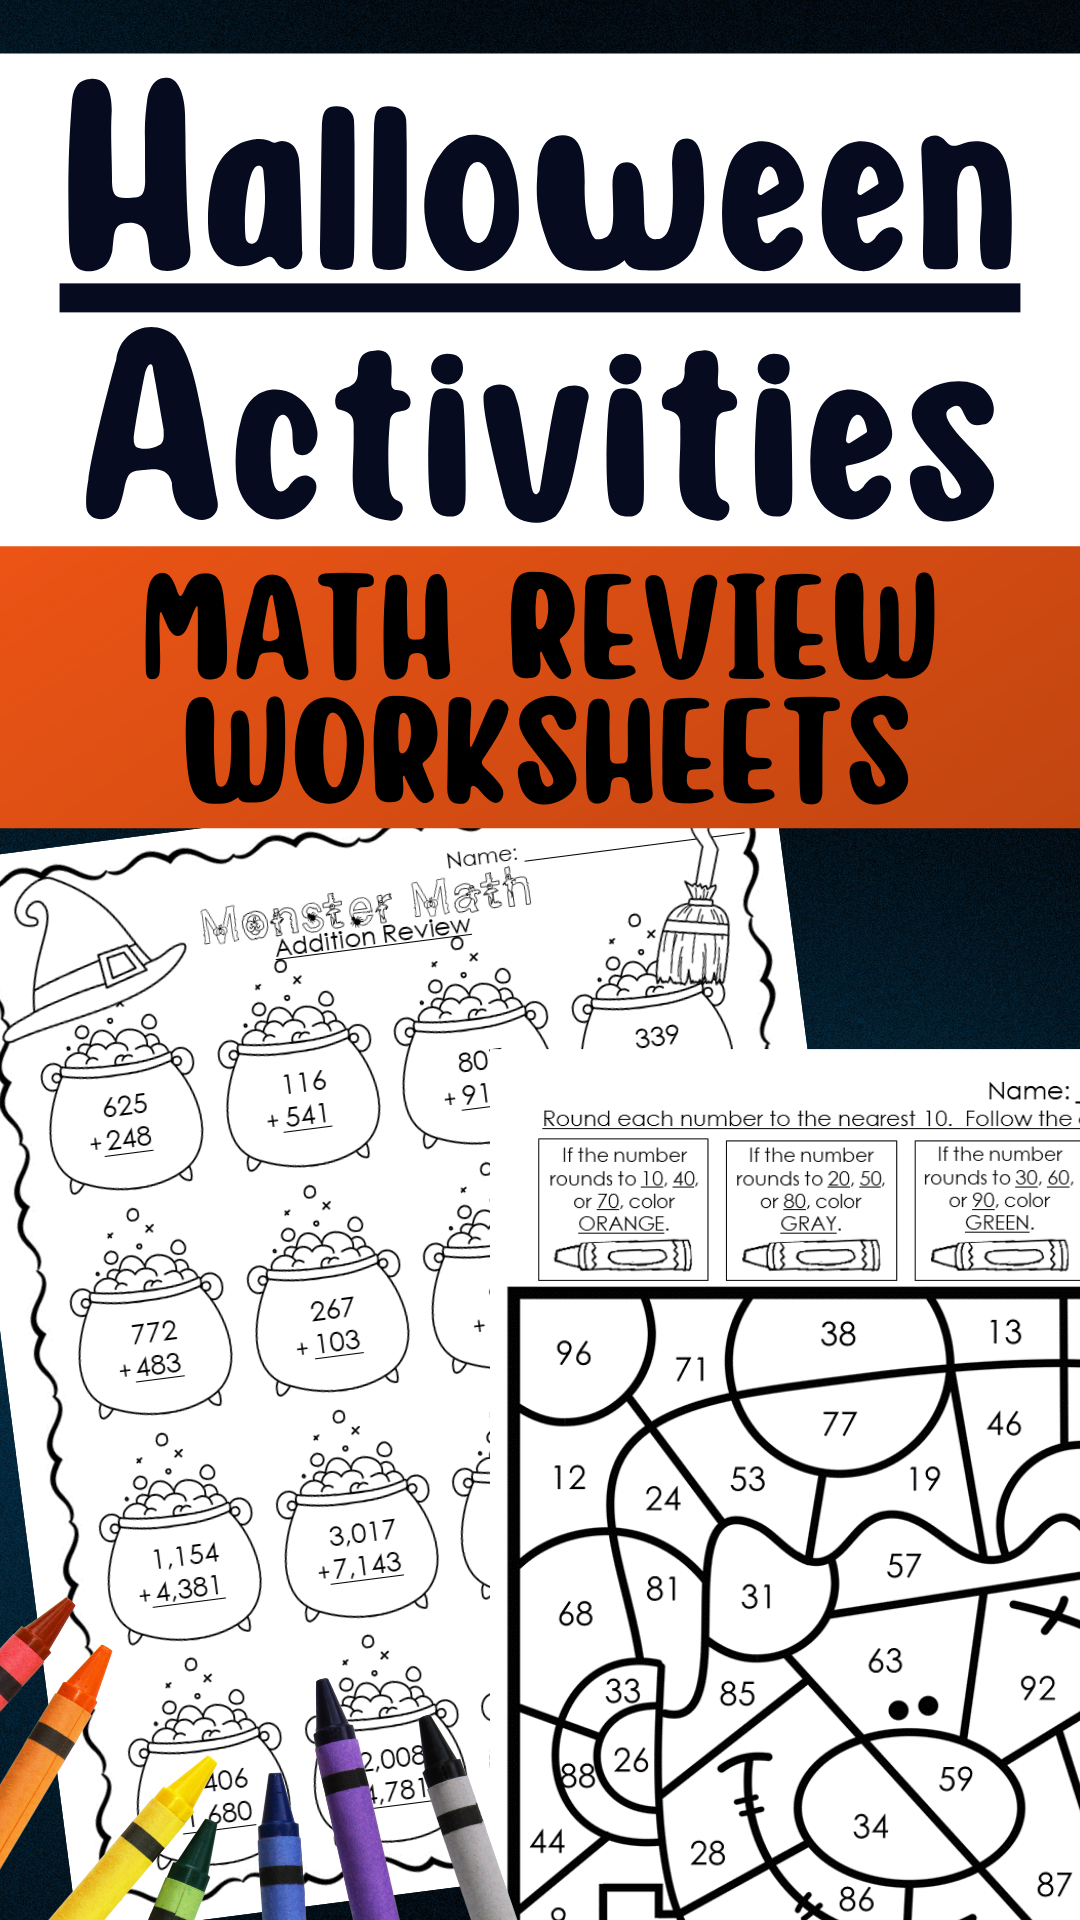 Halloween
Activities
MATH REVIEW
WORKSHEETS
Name:
Monster Math
Addition Review
625
+248
116
+541
80
+91
339
772
+483
267
+103
+
1,154
+4,381
3,017
+7,143
406
680
2,008
4,781
Name:
Round each number to the nearest 10. Follow the
If the number
rounds to 10, 40,
or 70, color
ORANGE.
If the number
rounds to 20, 50,
or 80, color
GRAY.
If the number
rounds to 30, 60,
or 90, color
GREEN.
96
71
38
13
77
46
12
24
53
19
68
81
31
57
33
85
63
92
88
26
59
34
44
28
86
87